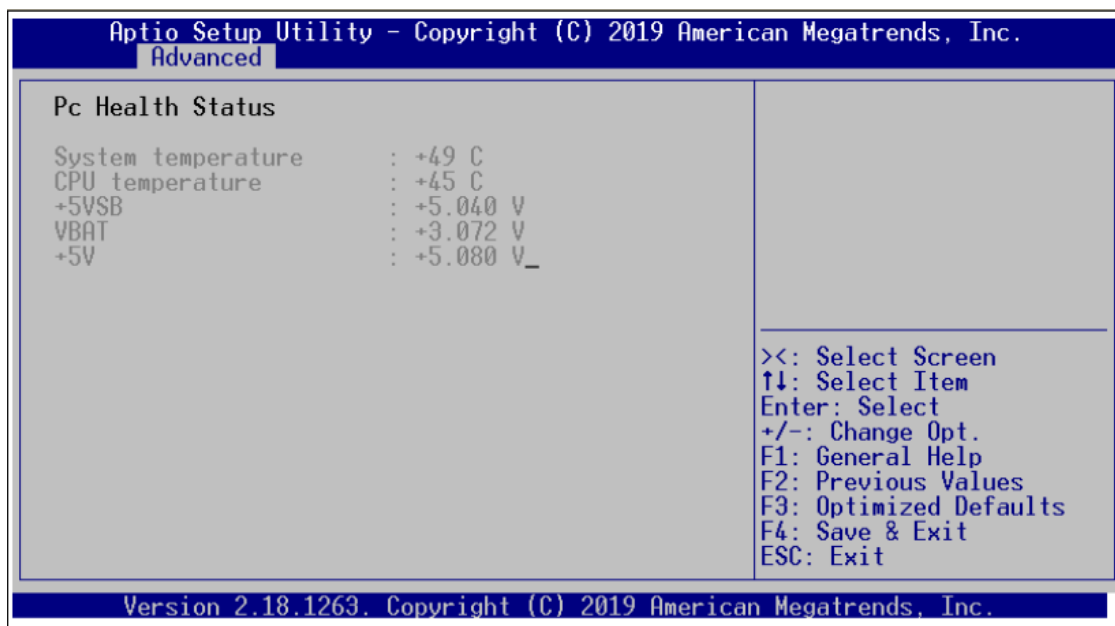 Aptio Setup Utility – Copyright (C) 2019 American Megatrends, Inc.
Advanced
Pc Health Status
System temperature : +49 C
CPU temperature : +45 C
+5VSB : +5.040 V
VBAT : +3.072 V
+5V : +5.080 V_
><: Select Screen
↑↓: Select Item
Enter: Select
+/-: Change Opt.
F1: General Help
F2: Previous Values
F3: Optimized Defaults
F4: Save & Exit
ESC: Exit
Version 2.18.1263. Copyright (C) 2019 American Megatrends, Inc.